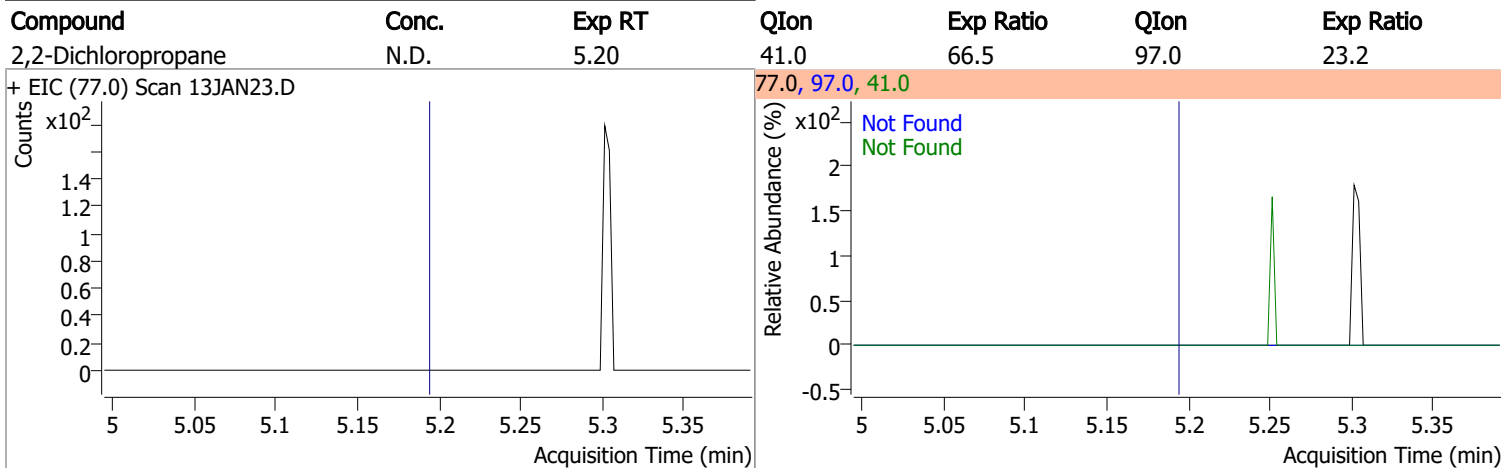 Compound Conc. Exp RT QIon Exp Ratio QIon Exp Ratio
2,2-Dichloropropane N.D. 5.20 41.0 66.5 97.0 23.2
+ EIC (77.0) Scan 13JAN23.D
Counts
x10²
1.4
1.2
1
0.8
0.6
0.4
0.2
0
5 5.05 5.1 5.15 5.2 5.25 5.3 5.35
Acquisition Time (min)
77.0, 97.0, 41.0
Relative Abundance (%)
x10²
Not Found
Not Found
2
1.5
1
0.5
0
-0.5
5 5.05 5.1 5.15 5.2 5.25 5.3 5.35
Acquisition Time (min)